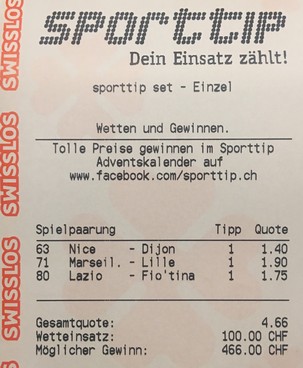 sporttip
Dein Einsatz zählt!
sporttip set - Einzel
Wetten und Gewinnen.
Tolle Preise gewinnen im Sporttip
Adventskalender auf
www.facebook.com/sporttip.ch
Spielpaarung Tipp Quote
63 Nice - Dijon 1 1.40
71 Marseil. - Lille 1 1.90
80 Lazio - Fio'tina 1 1.75
Gesamtquote: 4.66
Wetteinsatz: 100.00 CHF
Möglicher Gewinn: 466.00 CHF
SWISSLOS
SWISSLOS
SWISSLOS
SWISSLOS